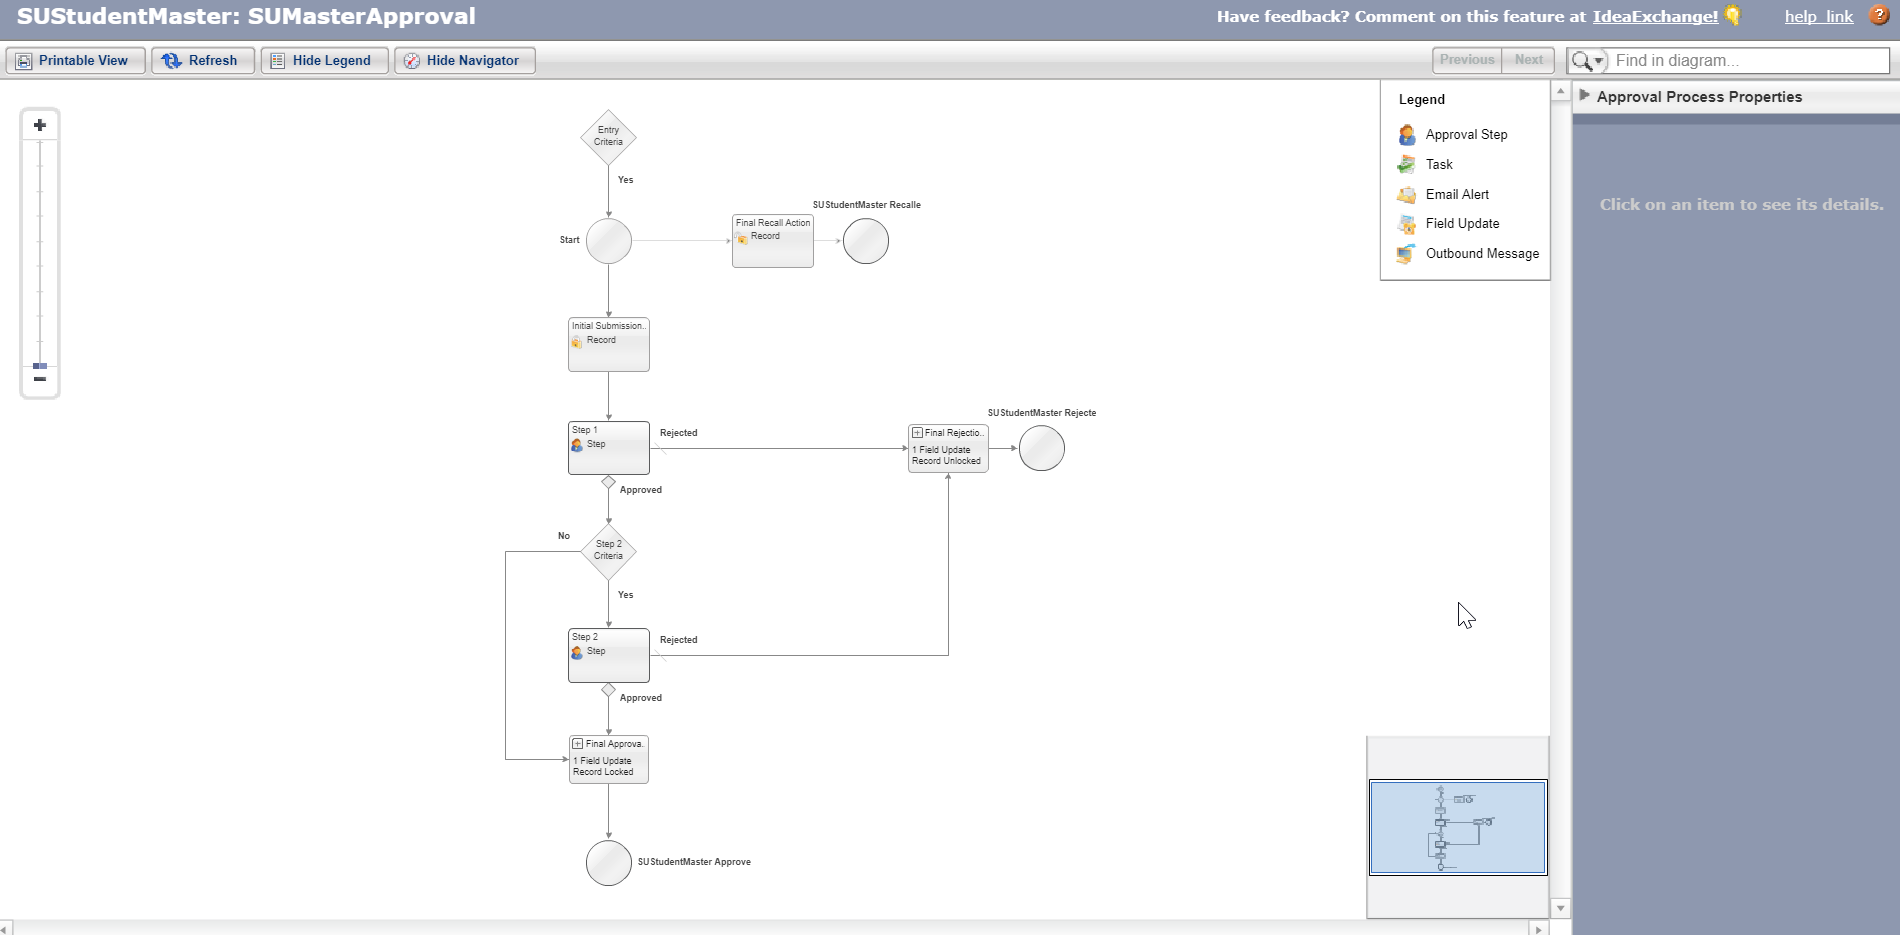 SUStudentMaster: SUMasterApproval
Have feedback? Comment on this feature at IdeaExchange!
help_link
?
Printable View
Refresh
Hide Legend
Hide Navigator
Previous
Next
Find in diagram...
Legend
Approval Step
Task
Email Alert
Field Update
Outbound Message
Approval Process Properties
Click on an item to see its details.
Entry
Criteria
Yes
Start
Final Recall Action
Record
SUStudentMaster Recalle
Initial Submission..
Record
Step 1
Step
Rejected
Approved
Final Rejectio..
1 Field Update
Record Unlocked
SUStudentMaster Rejecte
Step 2
Criteria
No
Yes
Step 2
Step
Rejected
Approved
Final Approva..
1 Field Update
Record Locked
SUStudentMaster Approve